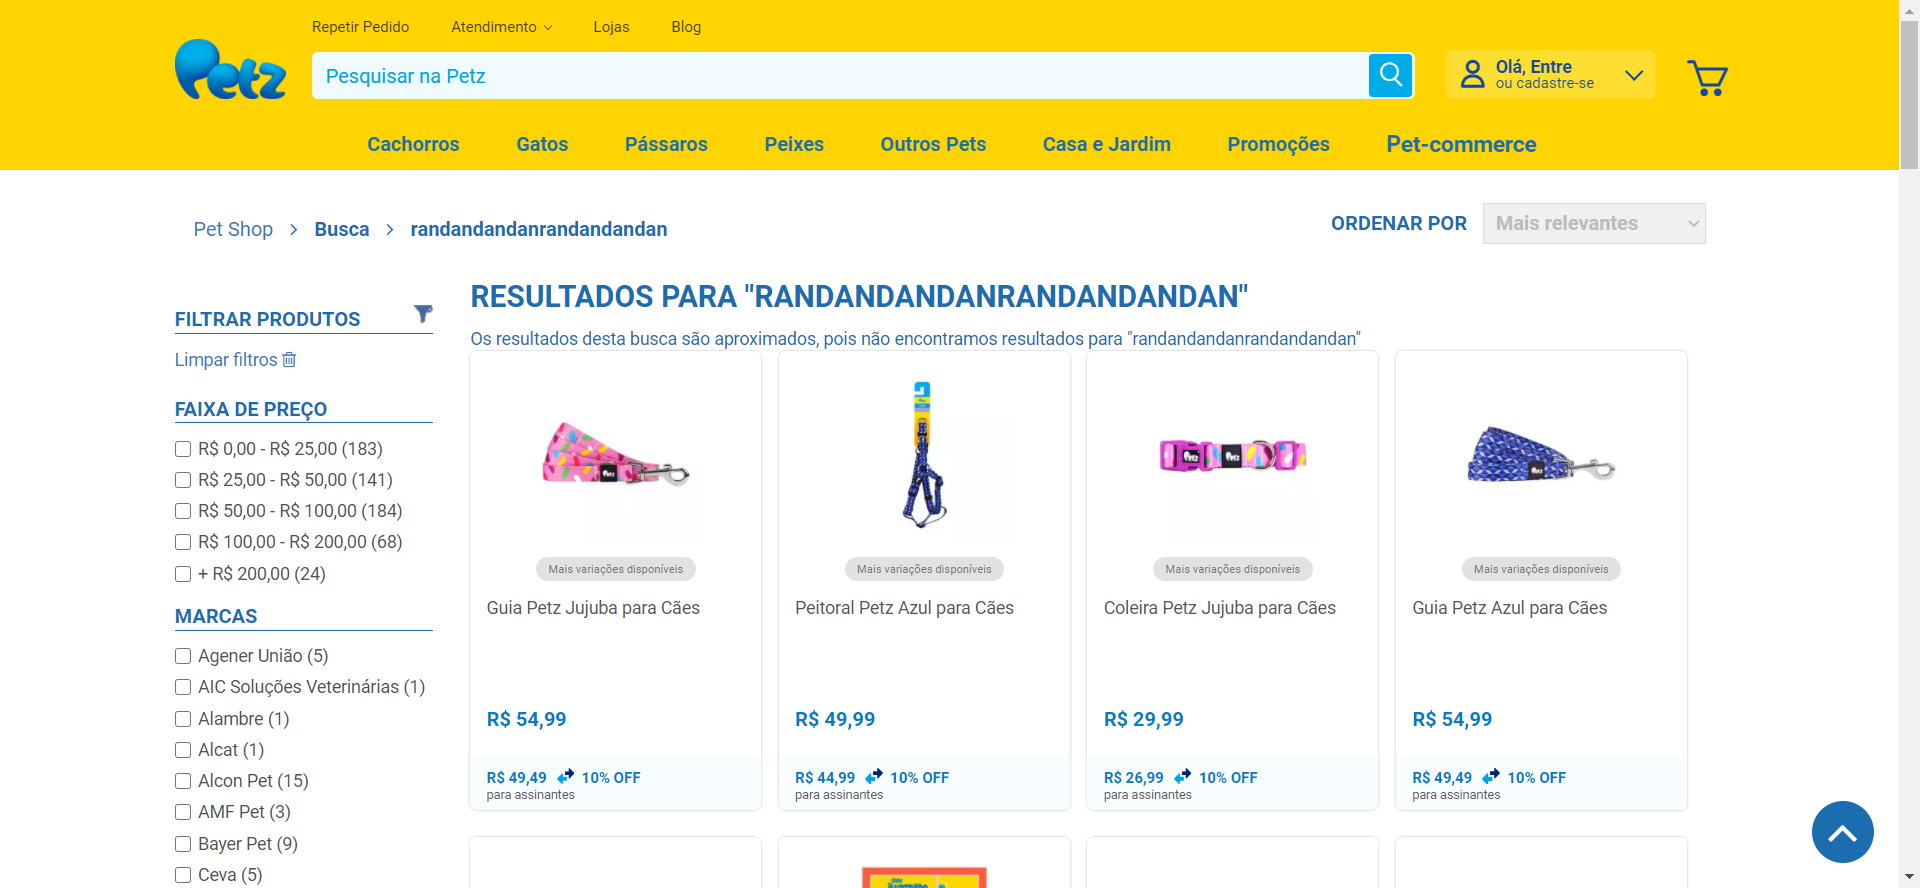 Repetir Pedido
Atendimento
Lojas
Blog
Petz
Pesquisar na Petz
Olá, Entre
ou cadastre-se
Cachorros
Gatos
Pássaros
Peixes
Outros Pets
Casa e Jardim
Promoções
Pet-commerce
Pet Shop
Busca
randandandanrandandandan
ORDENAR POR
Mais relevantes
FILTRAR PRODUTOS
Limpar filtros
FAIXA DE PREÇO
R$ 0,00 - R$ 25,00 (183)
R$ 25,00 - R$ 50,00 (141)
R$ 50,00 - R$ 100,00 (184)
R$ 100,00 - R$ 200,00 (68)
+ R$ 200,00 (24)
MARCAS
Agener União (5)
AIC Soluções Veterinárias (1)
Alambre (1)
Alcat (1)
Alcon Pet (15)
AMF Pet (3)
Bayer Pet (9)
Ceva (5)
RESULTADOS PARA "RANDANDANDANRANDANDANDAN"
Os resultados desta busca são aproximados, pois não encontramos resultados para "randandandanrandandandan"
Petz
Mais variações disponíveis
Guia Petz Jujuba para Cães
R$ 54,99
R$ 49,49 10% OFF
para assinantes
Mais variações disponíveis
Peitoral Petz Azul para Cães
R$ 49,99
R$ 44,99 10% OFF
para assinantes
Petz
Petz
Mais variações disponíveis
Coleira Petz Jujuba para Cães
R$ 29,99
R$ 26,99 10% OFF
para assinantes
Petz
Mais variações disponíveis
Guia Petz Azul para Cães
R$ 54,99
R$ 49,49 10% OFF
para assinantes